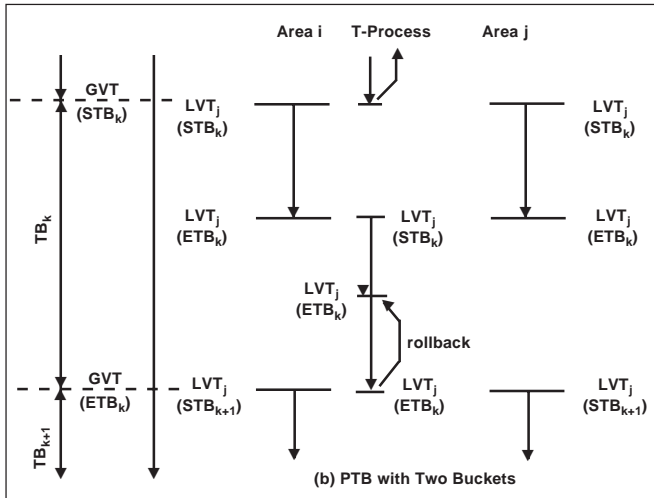 Area i T-Process Area j
GVT
(STBk)
LVTj
(STBk)
LVTj
(STBk)
TBk
LVTj
(ETBk)
LVTj
(STBk)
LVTj
(ETBk)
LVTj
(ETBk)
rollback
GVT
(ETBk)
LVTj
(STBk+1)
LVTj
(ETBk)
LVTj
(STBk+1)
TBk+1
(b) PTB with Two Buckets